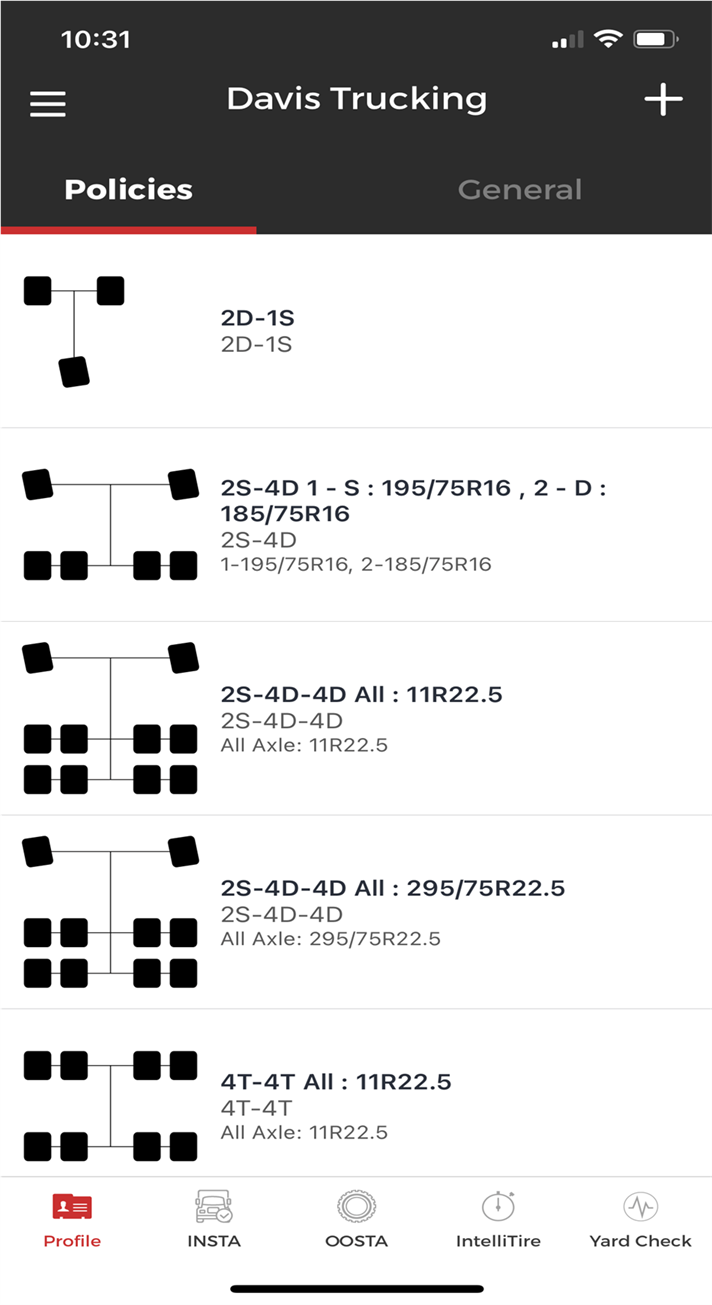 10:31
Davis Trucking
Policies General
2D-1S
2D-1S
2S-4D 1 - S : 195/75R16 , 2 - D :
185/75R16
2S-4D
1-195/75R16, 2-185/75R16
2S-4D-4D All : 11R22.5
2S-4D-4D
All Axle: 11R22.5
2S-4D-4D All : 295/75R22.5
2S-4D-4D
All Axle: 295/75R22.5
4T-4T All : 11R22.5
4T-4T
All Axle: 11R22.5
Profile INSTA OOSTA IntelliTire Yard Check